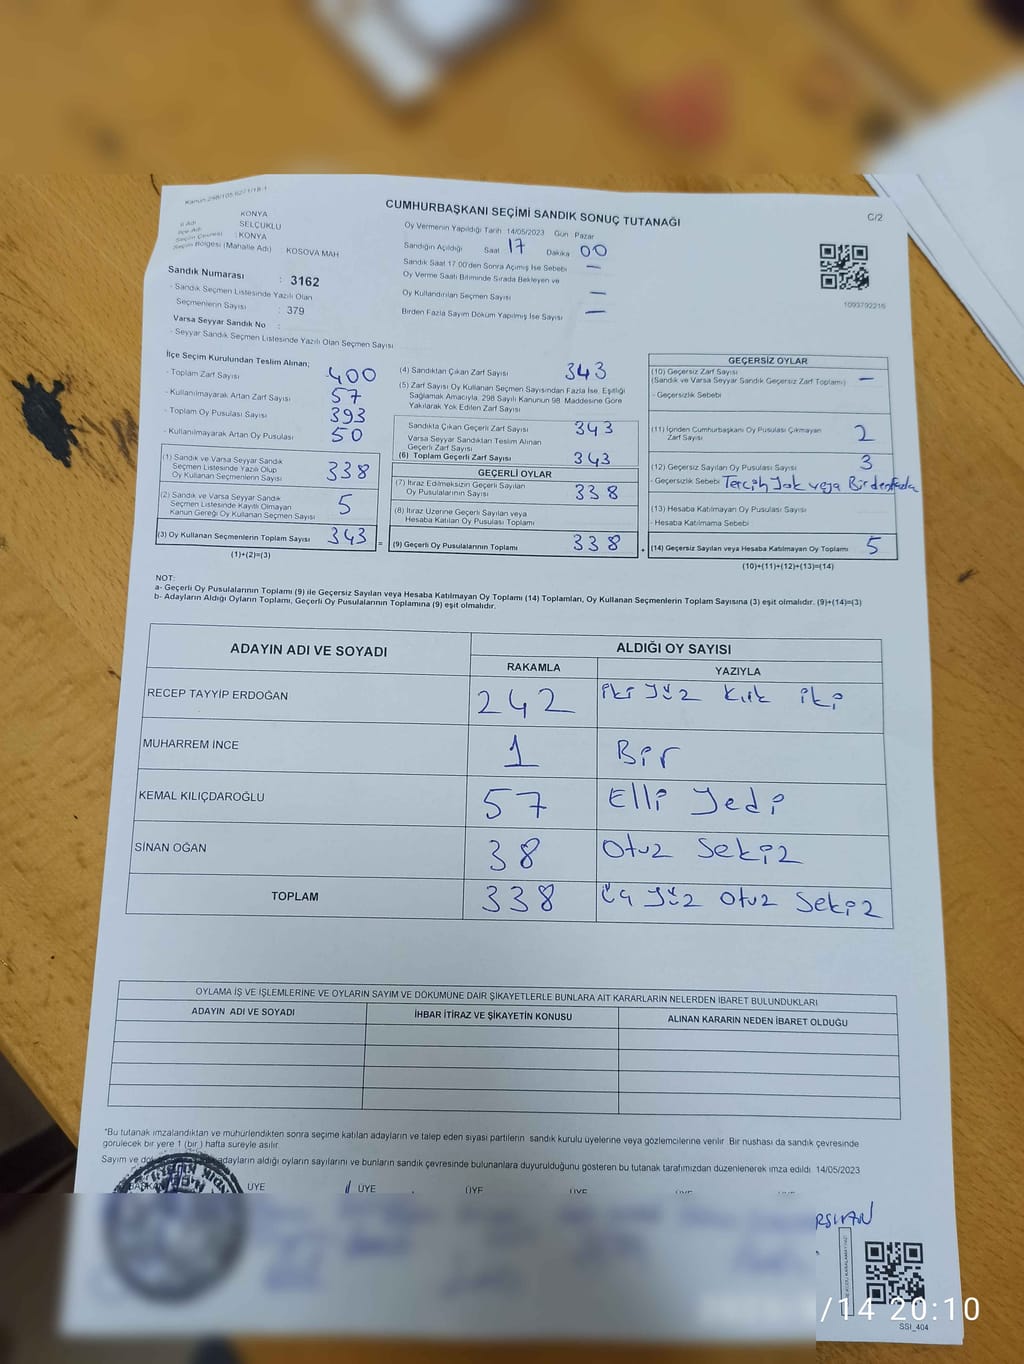 Kanun 298/105 6271/18-1
CUMHURBAŞKANI SEÇİMİ SANDIK SONUÇ TUTANAĞI
C/2
İl Adı KONYA
İlçe Adı SELÇUKLU
Seçim Çevresi : KONYA
Seçim Bölgesi (Mahalle Adı) : KOSOVA MAH
Oy Vermenin Yapıldığı Tarih 14/05/2023 Gün Pazar
Sandığın Açıldığı Saat 17 Dakika 00
Sandık Saat 17:00'den Sonra Açımış İse Sebebi —
Oy Verme Saati Bitiminde Sırada Bekleyen ve
Oy Kullandırılan Seçmen Sayısı —
Birden Fazla Sayım Döküm Yapılmış İse Sayısı —
1093792216
Sandık Numarası : 3162
- Sandık Seçmen Listesinde Yazılı Olan
Seçmenlerin Sayısı : 379
Varsa Seyyar Sandık No :
- Seyyar Sandık Seçmen Listesinde Yazılı Olan Seçmen Sayısı
İlçe Seçim Kurulundan Teslim Alınan;
- Toplam Zarf Sayısı 400
- Kullanılmayarak Artan Zarf Sayısı 57
- Toplam Oy Pusulası Sayısı 393
- Kullanılmayarak Artan Oy Pusulası 50
(1) Sandık ve Varsa Seyyar Sandık
Seçmen Listesinde Yazılı Olup
Oy Kullanan Seçmenlerin Sayısı 338
(2) Sandık ve Varsa Seyyar Sandık
Seçmen Listesinde Kayıtlı Olmayan
Kanun Gereği Oy Kullanan Seçmen Sayısı 5
(3) Oy Kullanan Seçmenlerin Toplam Sayısı 343 =
(1)+(2)=(3)
(4) Sandıktan Çıkan Zarf Sayısı 343
(5) Zarf Sayısı Oy Kullanan Seçmen Sayısından Fazla İse, Eşitliği
Sağlamak Amacıyla, 298 Sayılı Kanunun 98. Maddesine Göre
Yakılarak Yok Edilen Zarf Sayısı
Sandıkta Çıkan Geçerli Zarf Sayısı 343
Varsa Seyyar Sandıktan Teslim Alınan
Geçerli Zarf Sayısı
(6) Toplam Geçerli Zarf Sayısı 343
GEÇERLİ OYLAR
(7) İtiraz Edilmeksizin Geçerli Sayılan
Oy Pusulalarının Sayısı 338
(8) İtiraz Üzerine Geçerli Sayılan veya
Hesaba Katılan Oy Pusulası Toplamı
(9) Geçerli Oy Pusulalarının Toplamı 338 +
GEÇERSİZ OYLAR
(10) Geçersiz Zarf Sayısı
(Sandık ve Varsa Seyyar Sandık Geçersiz Zarf Toplamı) —
- Geçersizlik Sebebi
(11) İçinden Cumhurbaşkanı Oy Pusulası Çıkmayan
Zarf Sayısı 2
(12) Geçersiz Sayılan Oy Pusulası Sayısı 3
- Geçersizlik Sebebi Tercih Yok veya Birden Fazla
(13) Hesaba Katılmayan Oy Pusulası Sayısı
- Hesaba Katılmama Sebebi
(14) Geçersiz Sayılan veya Hesaba Katılmayan Oy Toplamı 5
(10)+(11)+(12)+(13)=(14)
NOT:
a- Geçerli Oy Pusulalarının Toplamı (9) ile Geçersiz Sayılan veya Hesaba Katılmayan Oy Toplamı (14) Toplamları, Oy Kullanan Seçmenlerin Toplam Sayısına (3) eşit olmalıdır. (9)+(14)=(3)
b- Adayların Aldığı Oyların Toplamı, Geçerli Oy Pusulalarının Toplamına (9) eşit olmalıdır.
ADAYIN ADI VE SOYADI ALDIĞI OY SAYISI
RAKAMLA YAZIYLA
RECEP TAYYİP ERDOĞAN 242 iki Yüz Kırk iki
MUHARREM İNCE 1 Bir
KEMAL KILIÇDAROĞLU 57 Elli Yedi
SİNAN OĞAN 38 Otuz Sekiz
TOPLAM 338 Üç Yüz Otuz Sekiz
OYLAMA İŞ VE İŞLEMLERİNE VE OYLARIN SAYIM VE DÖKÜMÜNE DAİR ŞİKAYETLERLE BUNLARA AİT KARARLARIN NELERDEN İBARET BULUNDUKLARI
ADAYIN ADI VE SOYADI İHBAR İTİRAZ VE ŞİKAYETİN KONUSU ALINAN KARARIN NEDEN İBARET OLDUĞU
*Bu tutanak imzalandıktan ve mühürlendikten sonra seçime katılan adayların ve talep eden siyasi partilerin sandık kurulu üyelerine veya gözlemcilerine verilir. Bir nushası da sandık çevresinde
görülecek bir yere 1 (bir) hafta süreyle asılır.
Sayım ve adayların aldığı oyların sayılarını ve bunların sandık çevresinde bulunanlara duyurulduğunu gösteren bu tutanak tarafımızdan düzenlenerek imza edildi. 14/05/2023
BAŞKAN ÜYE ÜYE ÜYE ÜYE
/14 20:10
SSI_404